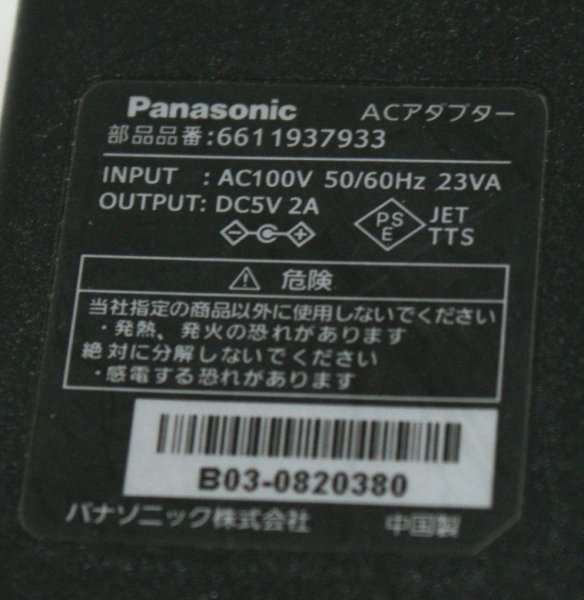 Panasonic ACアダプター
部品品番:6611937933
INPUT : AC100V 50/60Hz 23VA
OUTPUT: DC5V 2A
PS
E
JET
TTS
危険
当社指定の商品以外に使用しないでください
・発熱、発火の恐れがあります
絶対に分解しないでください
・感電する恐れがあります
B03-0820380
パナソニック株式会社 中国製